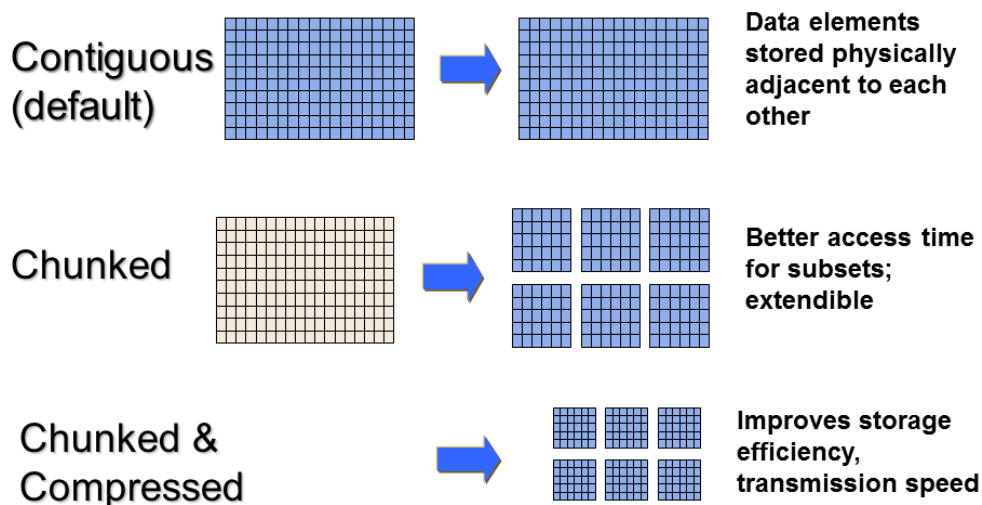 Contiguous
(default)
Data elements
stored physically
adjacent to each
other
Chunked
Better access time
for subsets;
extendible
Chunked &
Compressed
Improves storage
efficiency,
transmission speed